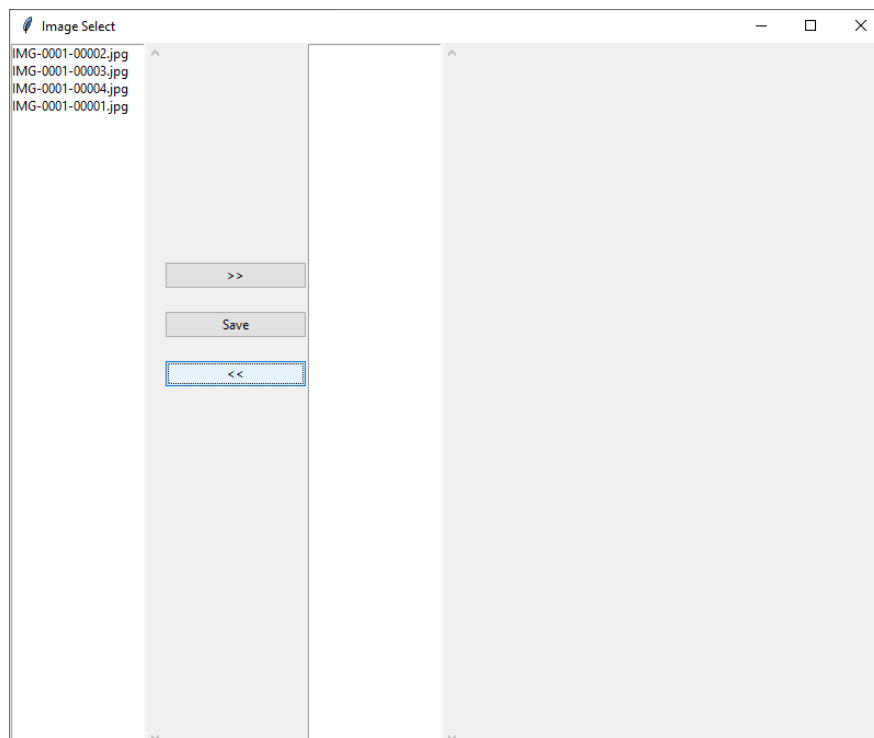 Image Select
IMG-0001-00002.jpg
IMG-0001-00003.jpg
IMG-0001-00004.jpg
IMG-0001-00001.jpg
>>
Save
<<